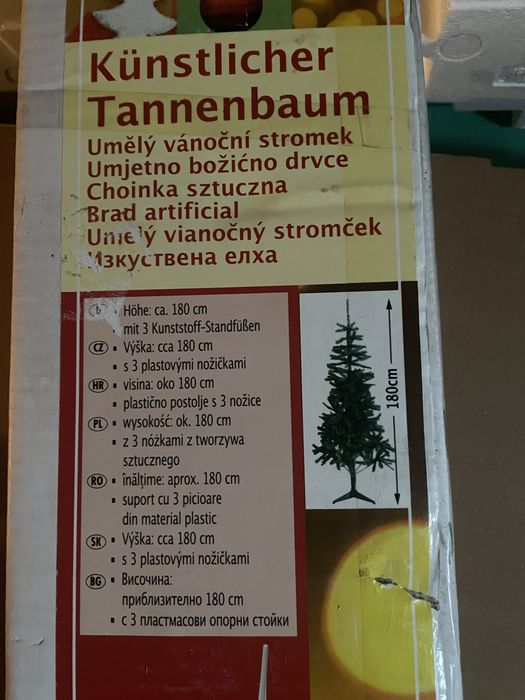 Künstlicher
Tannenbaum
Umělý vánoční stromek
Umjetno božićno drvce
Choinka sztuczna
Brad artificial
Umělý vianočný stromček
Изкуствена елха
D ▪ Höhe: ca. 180 cm
▪ mit 3 Kunststoff-Standfüßen
CZ ▪ Výška: cca 180 cm
▪ s 3 plastovými nožičkami
HR ▪ visina: oko 180 cm
▪ plastično postolje s 3 nožice
PL ▪ wysokość: ok. 180 cm
▪ z 3 nóżkami z tworzywa
sztucznego
RO ▪ înălțime: aprox. 180 cm
▪ suport cu 3 picioare
din material plastic
SK ▪ Výška: cca 180 cm
▪ s 3 plastovými nožičkami
BG ▪ Височина:
приблизително 180 cm
▪ с 3 пластмасови опорни стойки
180cm